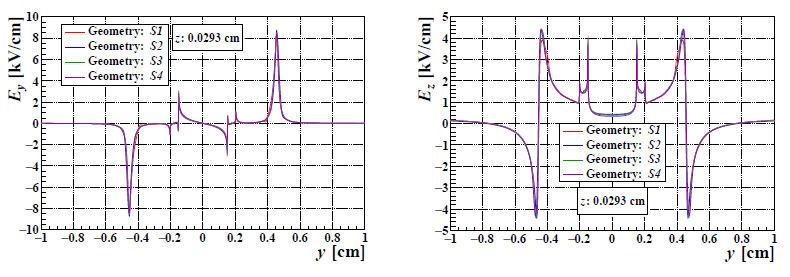 E_y [kV/cm]
10
8
6
4
2
0
−2
−4
−6
−8
−10
Geometry: S1
Geometry: S2
Geometry: S3
Geometry: S4
z: 0.0293 cm
−1 −0.8 −0.6 −0.4 −0.2 0 0.2 0.4 0.6 0.8 1
y [cm]
E_z [kV/cm]
5
4
3
2
1
0
−1
−2
−3
−4
−5
Geometry: S1
Geometry: S2
Geometry: S3
Geometry: S4
z: 0.0293 cm
−1 −0.8 −0.6 −0.4 −0.2 0 0.2 0.4 0.6 0.8 1
y [cm]